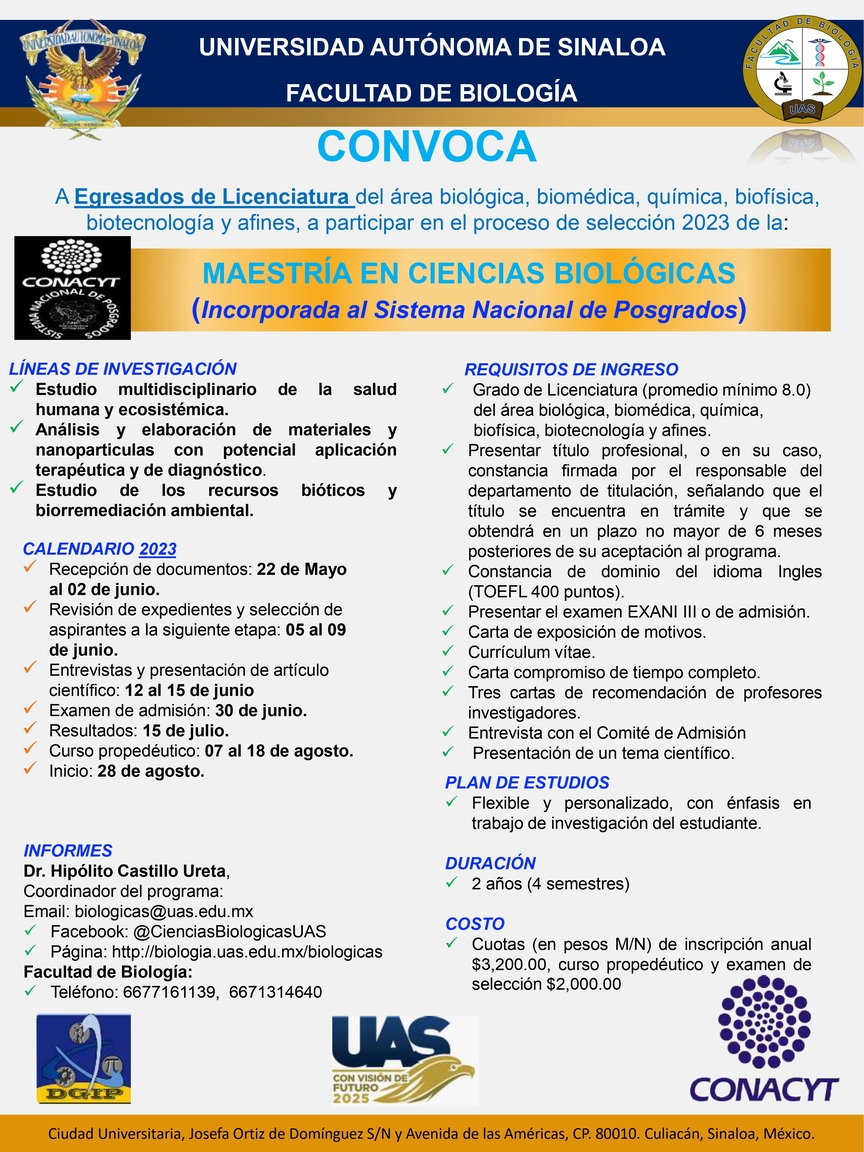 UNIVERSIDAD AUTÓNOMA DE SINALOA
FACULTAD DE BIOLOGÍA
UNIVERSIDAD AUTONOMA DE SINALOA
FACULTAD DE BIOLOGIA
UAS
CONVOCA
A Egresados de Licenciatura del área biológica, biomédica, química, biofísica,
biotecnología y afines, a participar en el proceso de selección 2023 de la:
CONACYT
SISTEMA NACIONAL DE POSGRADOS
MAESTRÍA EN CIENCIAS BIOLÓGICAS
(Incorporada al Sistema Nacional de Posgrados)
LÍNEAS DE INVESTIGACIÓN
✓ Estudio multidisciplinario de la salud
humana y ecosistémica.
✓ Análisis y elaboración de materiales y
nanoparticulas con potencial aplicación
terapéutica y de diagnóstico.
✓ Estudio de los recursos bióticos y
biorremediación ambiental.
CALENDARIO 2023
✓ Recepción de documentos: 22 de Mayo
al 02 de junio.
✓ Revisión de expedientes y selección de
aspirantes a la siguiente etapa: 05 al 09
de junio.
✓ Entrevistas y presentación de artículo
científico: 12 al 15 de junio
✓ Examen de admisión: 30 de junio.
✓ Resultados: 15 de julio.
✓ Curso propedéutico: 07 al 18 de agosto.
✓ Inicio: 28 de agosto.
INFORMES
Dr. Hipólito Castillo Ureta,
Coordinador del programa:
Email: biologicas@uas.edu.mx
✓ Facebook: @CienciasBiologicasUAS
✓ Página: http://biologia.uas.edu.mx/biologicas
Facultad de Biología:
✓ Teléfono: 6677161139, 6671314640
REQUISITOS DE INGRESO
✓ Grado de Licenciatura (promedio mínimo 8.0)
del área biológica, biomédica, química,
biofísica, biotecnología y afines.
✓ Presentar título profesional, o en su caso,
constancia firmada por el responsable del
departamento de titulación, señalando que el
título se encuentra en trámite y que se
obtendrá en un plazo no mayor de 6 meses
posteriores de su aceptación al programa.
✓ Constancia de dominio del idioma Ingles
(TOEFL 400 puntos).
✓ Presentar el examen EXANI III o de admisión.
✓ Carta de exposición de motivos.
✓ Currículum vítae.
✓ Carta compromiso de tiempo completo.
✓ Tres cartas de recomendación de profesores
investigadores.
✓ Entrevista con el Comité de Admisión
✓ Presentación de un tema científico.
PLAN DE ESTUDIOS
✓ Flexible y personalizado, con énfasis en
trabajo de investigación del estudiante.
DURACIÓN
✓ 2 años (4 semestres)
COSTO
✓ Cuotas (en pesos M/N) de inscripción anual
$3,200.00, curso propedéutico y examen de
selección $2,000.00
DGIP
UAS
CON VISIÓN DE
FUTURO
2025
CONACYT
Ciudad Universitaria, Josefa Ortiz de Domínguez S/N y Avenida de las Américas, CP. 80010. Culiacán, Sinaloa, México.